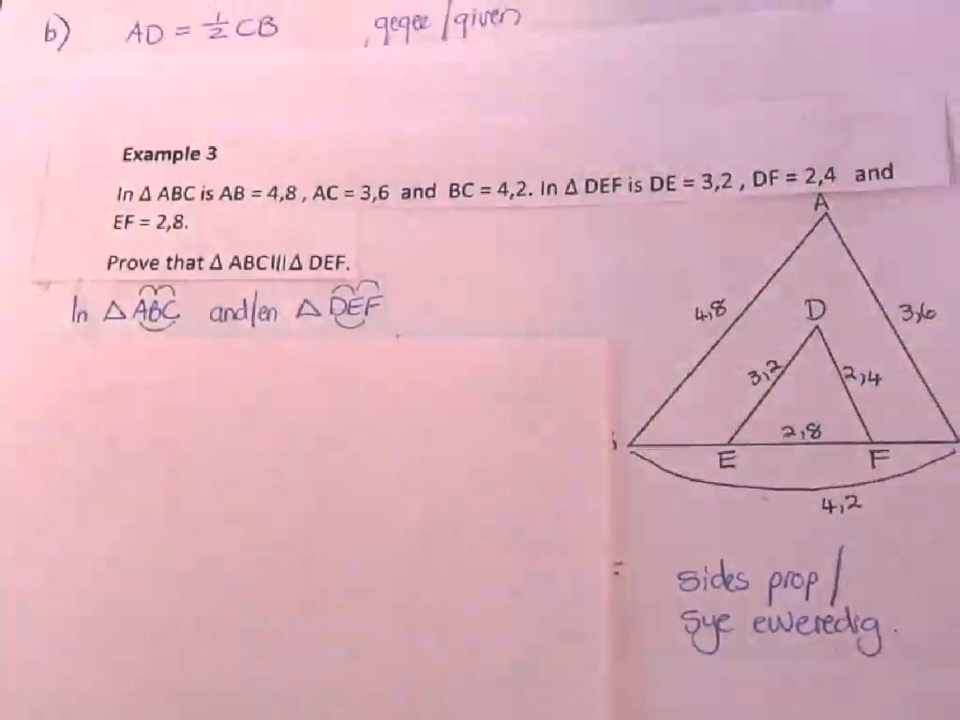 b) AD = ½ CB , gegee / given
Example 3
In Δ ABC is AB = 4,8 , AC = 3,6 and BC = 4,2. In Δ DEF is DE = 3,2 , DF = 2,4 and
EF = 2,8.
Prove that Δ ABC|||Δ DEF.
In Δ ABC and/en Δ DEF
A
4,8
D
3,6
3,2
2,4
2,8
E
F
4,2
sides prop /
sye eweredig.